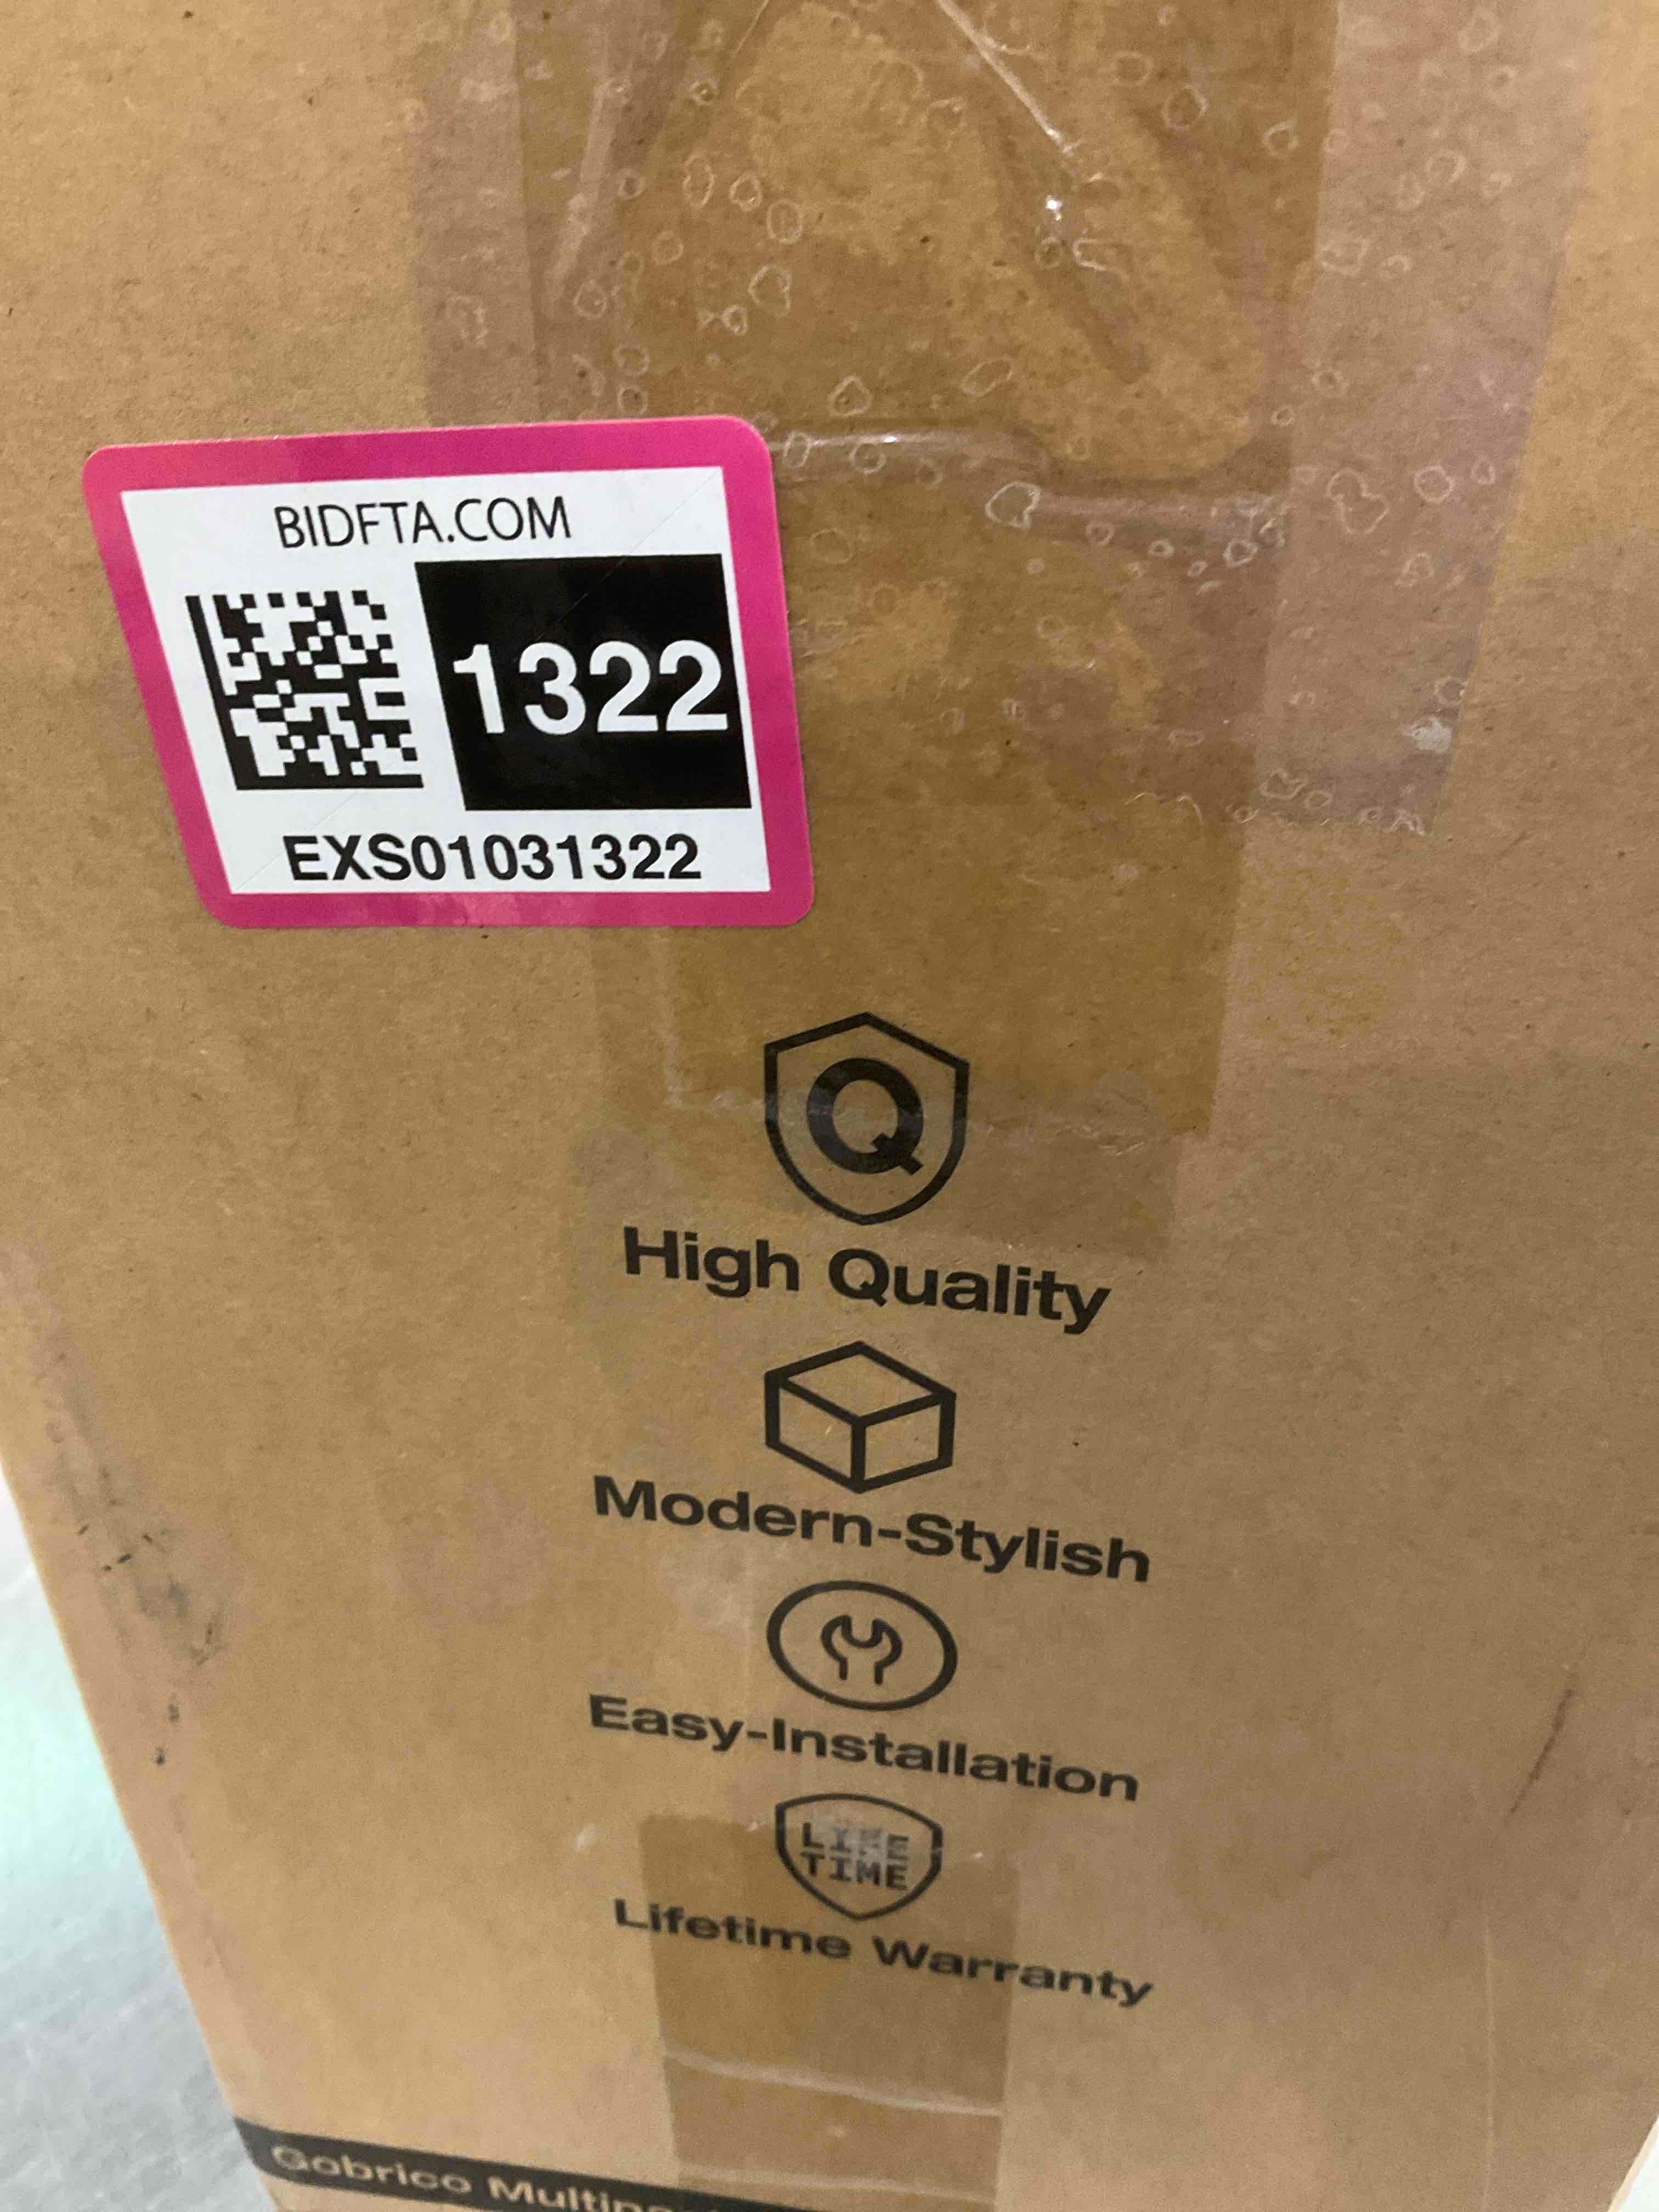 BIDFTA.COM
1322
EXS01031322
Q
High Quality
Modern-Stylish
Easy-Installation
LIFE
TIME
Lifetime Warranty
Gobrico